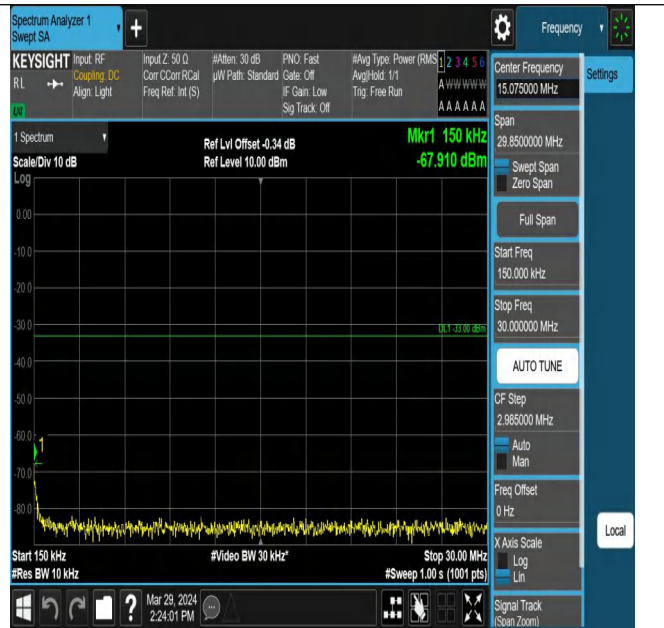 Spectrum Analyzer 1
Swept SA
+
Frequency
KEYSIGHT
RL
Input: RF
Coupling: DC
Align: Light
Input Z: 50 Ω
Corr CCorr RCal
Freq Ref: Int (S)
#Atten: 30 dB
µW Path: Standard
PNO: Fast
Gate: Off
IF Gain: Low
Sig Track: Off
#Avg Type: Power (RMS
Avg|Hold: 1/1
Trig: Free Run
1 2 3 4 5 6
A W W W W W
A A A A A A
1 Spectrum
Scale/Div 10 dB
Log
Ref Lvl Offset -0.34 dB
Ref Level 10.00 dBm
Mkr1 150 kHz
-67.910 dBm
0.00
-10.0
-20.0
-30.0
DL1 -33.00 dBm
-40.0
-60.0
1
-70.0
-80.0
Start 150 kHz
#Video BW 30 kHz*
Stop 30.00 MHz
#Res BW 10 kHz
#Sweep 1.00 s (1001 pts)
?
Mar 29, 2024
2:24:01 PM
Center Frequency
15.075000 MHz
Settings
Span
29.8500000 MHz
Swept Span
Zero Span
Full Span
Start Freq
150.000 kHz
Stop Freq
30.000000 MHz
AUTO TUNE
CF Step
2.985000 MHz
Auto
Man
Freq Offset
0 Hz
Local
X Axis Scale
Log
Lin
Signal Track
(Span Zoom)